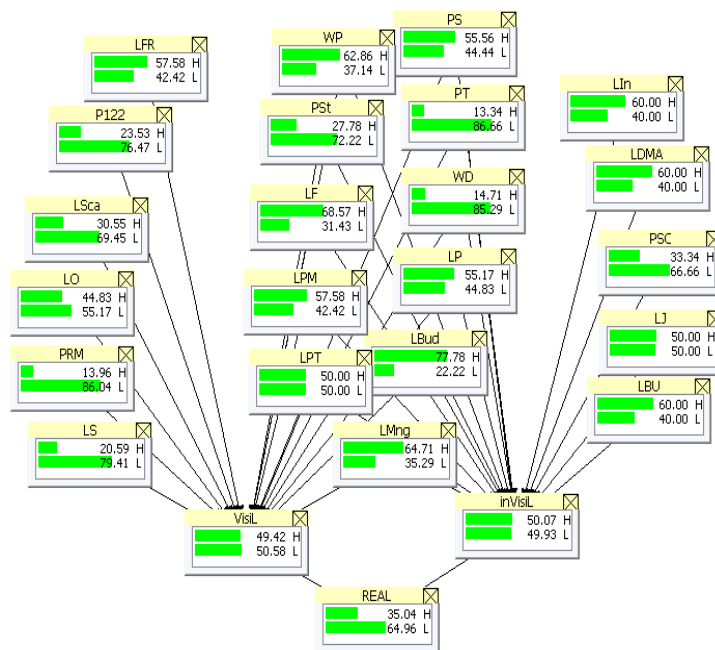 LFR
57.58 H
42.42 L
P122
23.53 H
76.47 L
LSca
30.55 H
69.45 L
LO
44.83 H
55.17 L
PRM
13.96 H
86.04 L
LS
20.59 H
79.41 L
WP
62.86 H
37.14 L
PSt
27.78 H
72.22 L
LF
68.57 H
31.43 L
LPM
57.58 H
42.42 L
LPT
50.00 H
50.00 L
PS
55.56 H
44.44 L
PT
13.34 H
86.66 L
WD
14.71 H
85.29 L
LP
55.17 H
44.83 L
LBud
77.78 H
22.22 L
LMng
64.71 H
35.29 L
LIn
60.00 H
40.00 L
LDMA
60.00 H
40.00 L
PSC
33.34 H
66.66 L
LJ
50.00 H
50.00 L
LBU
60.00 H
40.00 L
VisiL
49.42 H
50.58 L
inVisiL
50.07 H
49.93 L
REAL
35.04 H
64.96 L